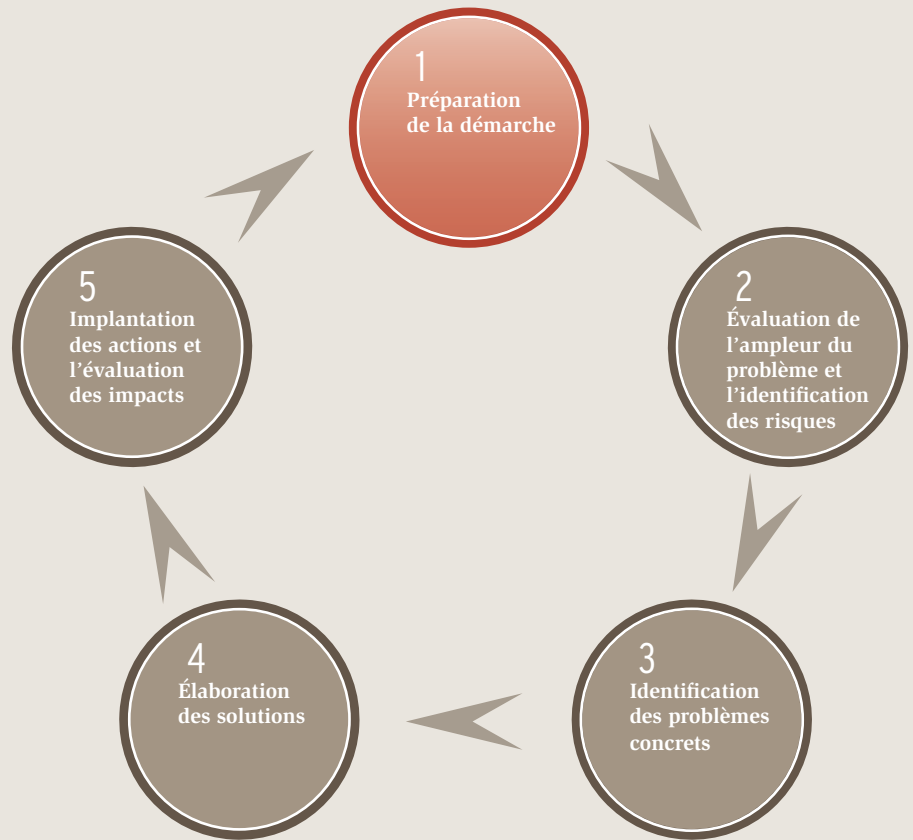 1
Préparation
de la démarche
2
Évaluation de
l'ampleur du
problème et
l'identification
des risques
3
Identification
des problèmes
concrets
4
Élaboration
des solutions
5
Implantation
des actions et
l'évaluation
des impacts